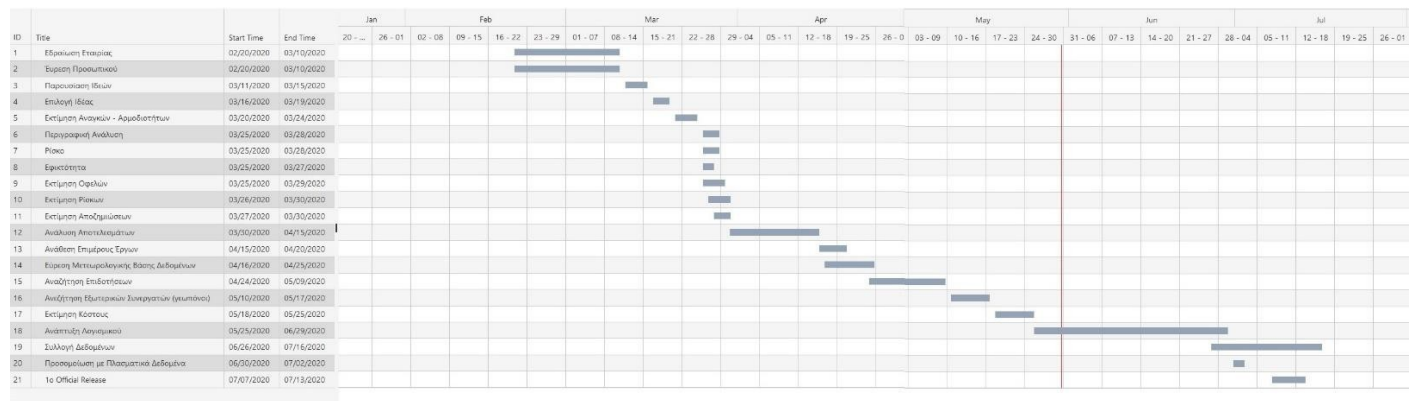 Jan Feb Mar Apr May Jun Jul
ID Title Start Time End Time 20 - ... 26 - 01 02 - 08 09 - 15 16 - 22 23 - 29 01 - 07 08 - 14 15 - 21 22 - 28 29 - 04 05 - 11 12 - 18 19 - 25 26 - 0 03 - 09 10 - 16 17 - 23 24 - 30 31 - 06 07 - 13 14 - 20 21 - 27 28 - 04 05 - 11 12 - 18 19 - 25 26 - 01
1 Εδραίωση Εταιρίας 02/20/2020 03/10/2020
2 Εύρεση Προσωπικού 02/20/2020 03/10/2020
3 Παρουσίαση Ιδεών 03/11/2020 03/15/2020
4 Επιλογή Ιδέας 03/16/2020 03/19/2020
5 Εκτίμηση Αναγκών - Αρμοδιοτήτων 03/20/2020 03/24/2020
6 Περιγραφική Ανάλυση 03/25/2020 03/28/2020
7 Ρίσκο 03/25/2020 03/28/2020
8 Εφικτότητα 03/25/2020 03/27/2020
9 Εκτίμηση Οφελών 03/25/2020 03/29/2020
10 Εκτίμηση Ρίσκων 03/26/2020 03/30/2020
11 Εκτίμηση Αποζημιώσεων 03/27/2020 03/30/2020
12 Ανάλυση Αποτελεσμάτων 03/30/2020 04/15/2020
13 Ανάθεση Επιμέρους Έργων 04/15/2020 04/20/2020
14 Εύρεση Μετεωρολογικής Βάσης Δεδομένων 04/16/2020 04/25/2020
15 Αναζήτηση Επιδοτήσεων 04/24/2020 05/09/2020
16 Αναζήτηση Εξωτερικών Συνεργατών (γεωπόνοι) 05/10/2020 05/17/2020
17 Εκτίμηση Κόστους 05/18/2020 05/25/2020
18 Ανάπτυξη Λογισμικού 05/25/2020 06/29/2020
19 Συλλογή Δεδομένων 06/26/2020 07/16/2020
20 Προσομοίωση με Πλασματικά Δεδομένα 06/30/2020 07/02/2020
21 1ο Official Release 07/07/2020 07/13/2020